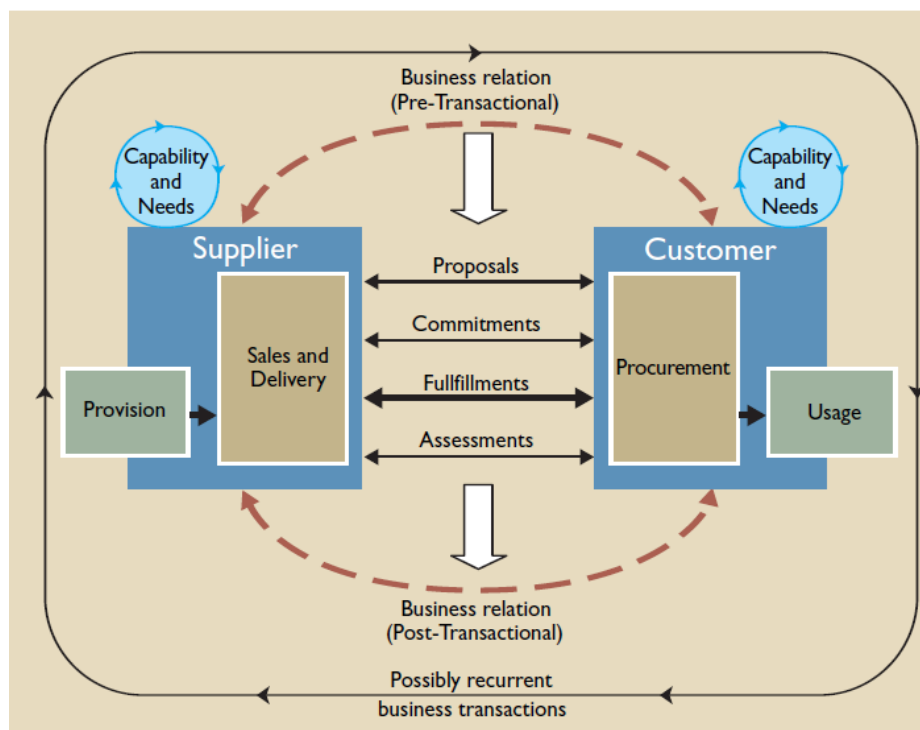 Business relation
(Pre-Transactional)
Capability
and
Needs
Capability
and
Needs
Supplier
Customer
Proposals
Commitments
Sales and
Delivery
Procurement
Fullfillments
Provision
Usage
Assessments
Business relation
(Post-Transactional)
Possibly recurrent
business transactions